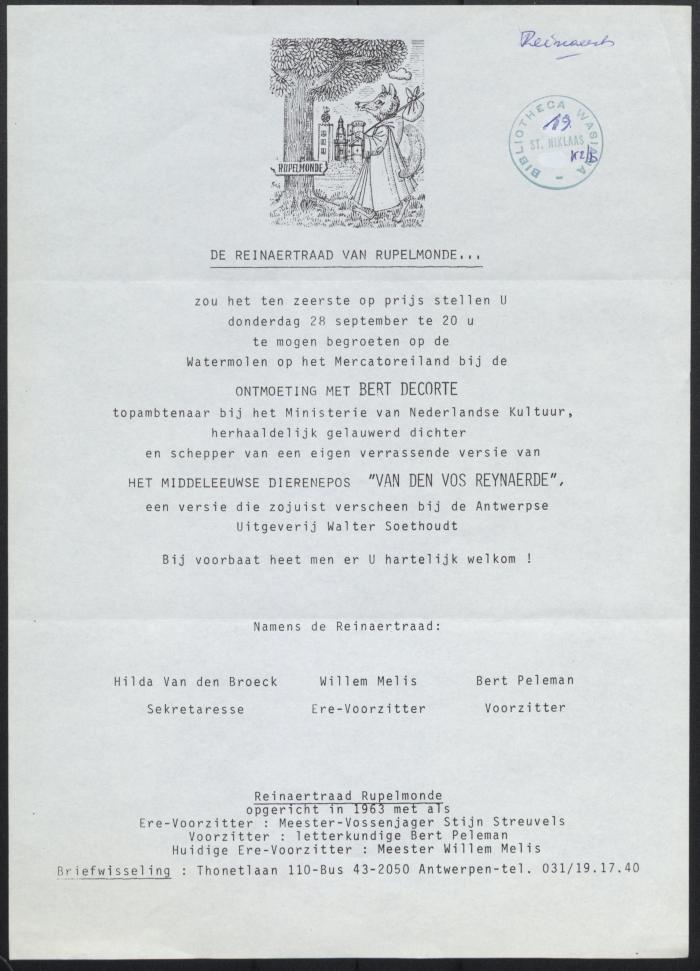 Reinaert
BIBLIOTHECA WASIANA
19
ST. NIKLAAS
RUPELMONDE
DE REINAERTRAAD VAN RUPELMONDE...
zou het ten zeerste op prijs stellen U
donderdag 28 september te 20 u
te mogen begroeten op de
Watermolen op het Mercatoreiland bij de
ONTMOETING MET BERT DECORTE
topambtenaar bij het Ministerie van Nederlandse Kultuur,
herhaaldelijk gelauwerd dichter
en schepper van een eigen verrassende versie van
HET MIDDELEEUWSE DIERENEPOS "VAN DEN VOS REYNAERDE",
een versie die zojuist verscheen bij de Antwerpse
Uitgeverij Walter Soethoudt
Bij voorbaat heet men er U hartelijk welkom !
Namens de Reinaertraad:
Hilda Van den Broeck Willem Melis Bert Peleman
Sekretaresse Ere-Voorzitter Voorzitter
Reinaertraad Rupelmonde
opgericht in 1963 met als
Ere-Voorzitter : Meester-Vossenjager Stijn Streuvels
Voorzitter : letterkundige Bert Peleman
Huidige Ere-Voorzitter : Meester Willem Melis
Briefwisseling : Thonetlaan 110-Bus 43-2050 Antwerpen-tel. 031/19.17.40